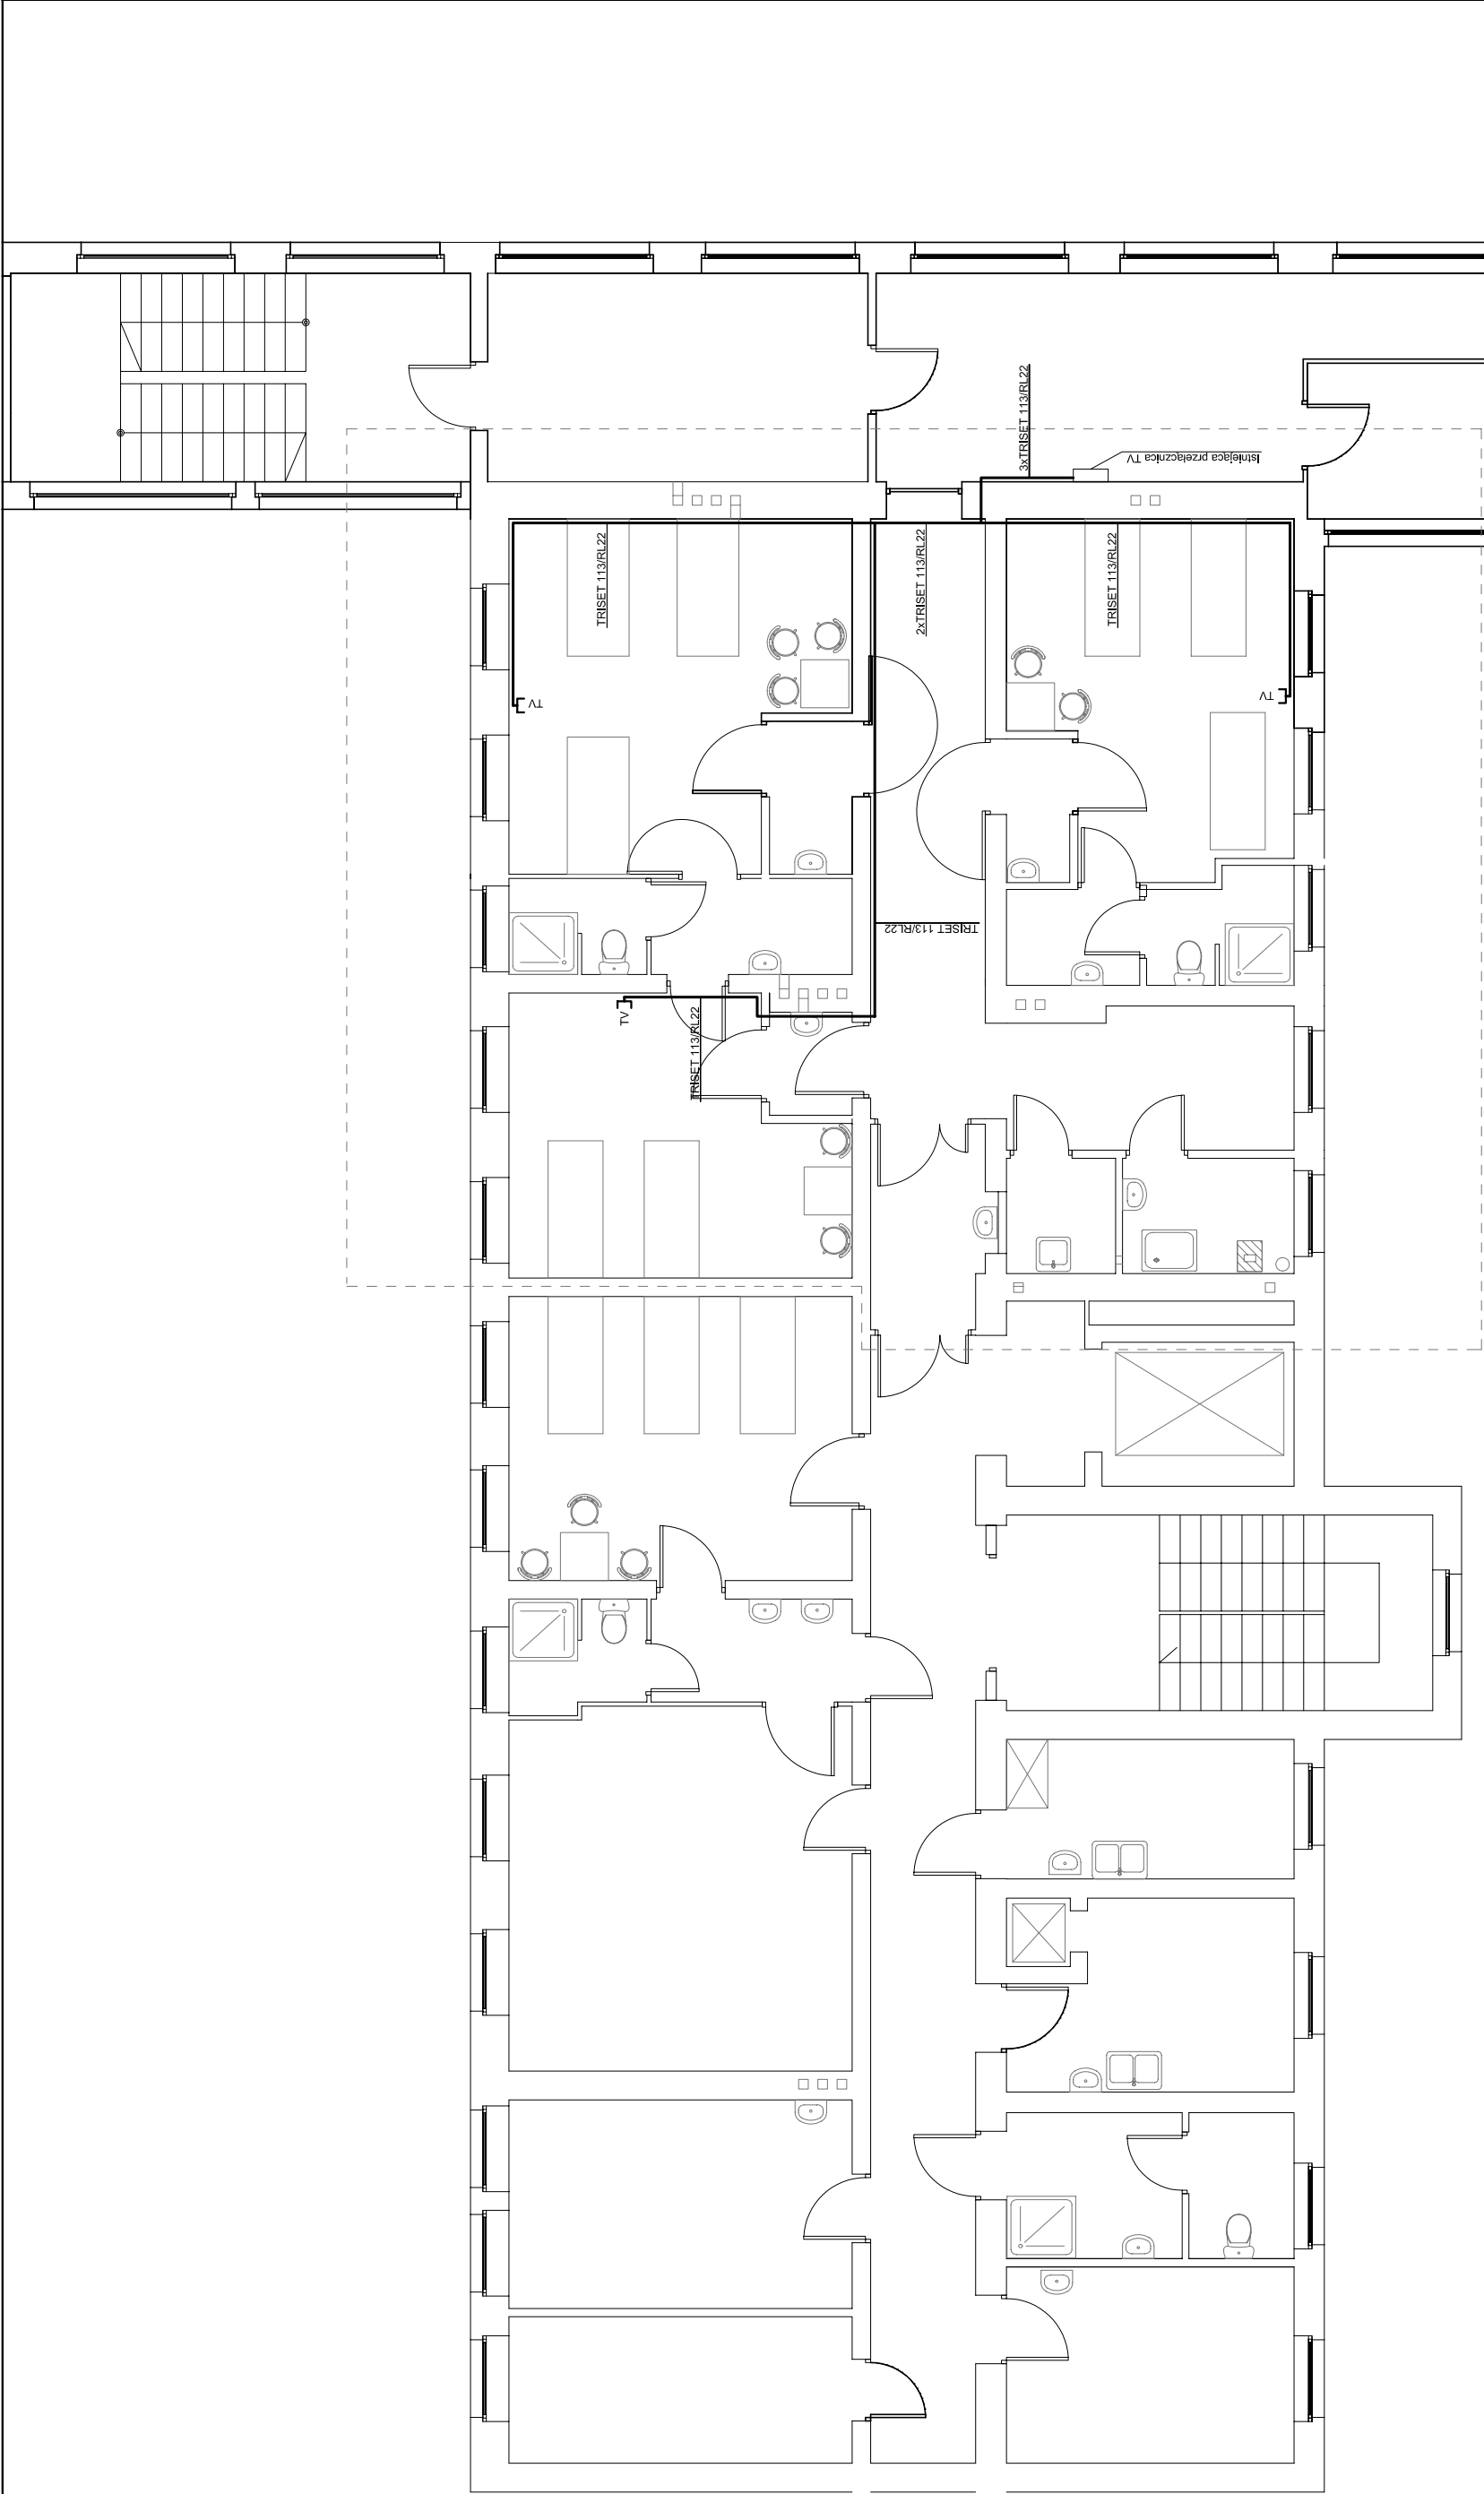 3xTRISET 113/RL22
Istniejąca przełącznica TV
TRISET 113/RL22
2xTRISET 113/RL22
TRISET 113/RL22
TV
TV
TRISET 113/RL22
TV
TRISET 113/RL22